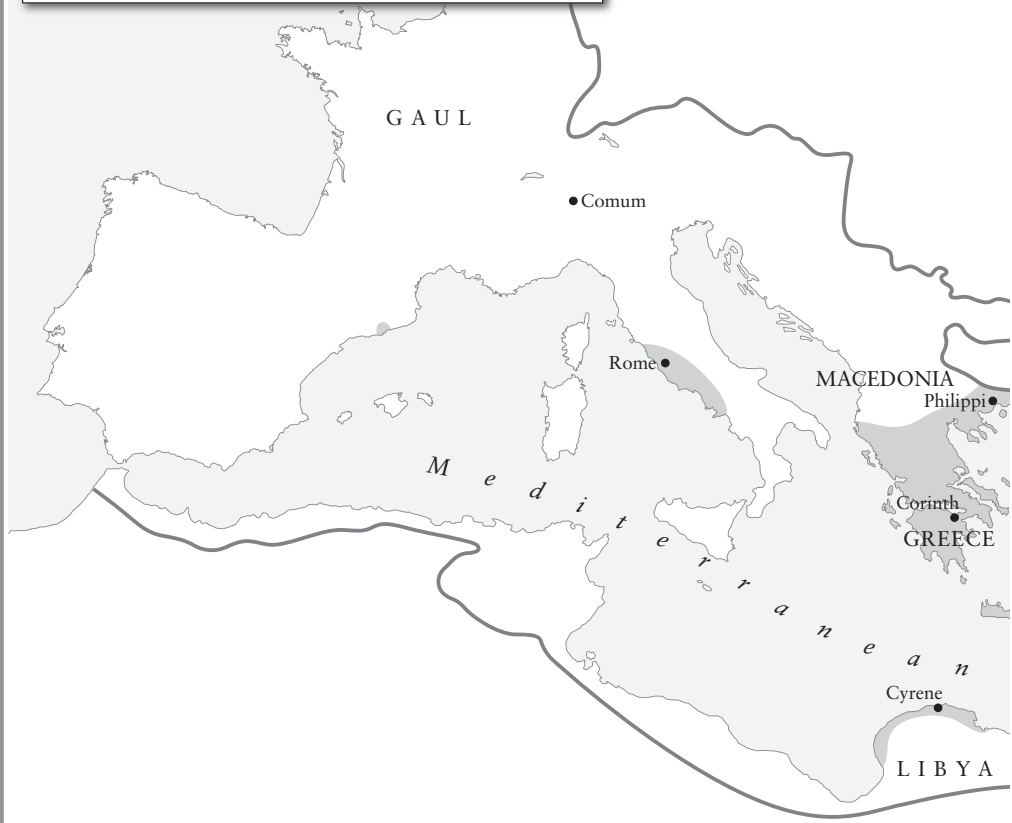 GAUL
Comum
Rome
MACEDONIA
Philippi
Mediterranean
Corinth
GREECE
Cyrene
LIBYA